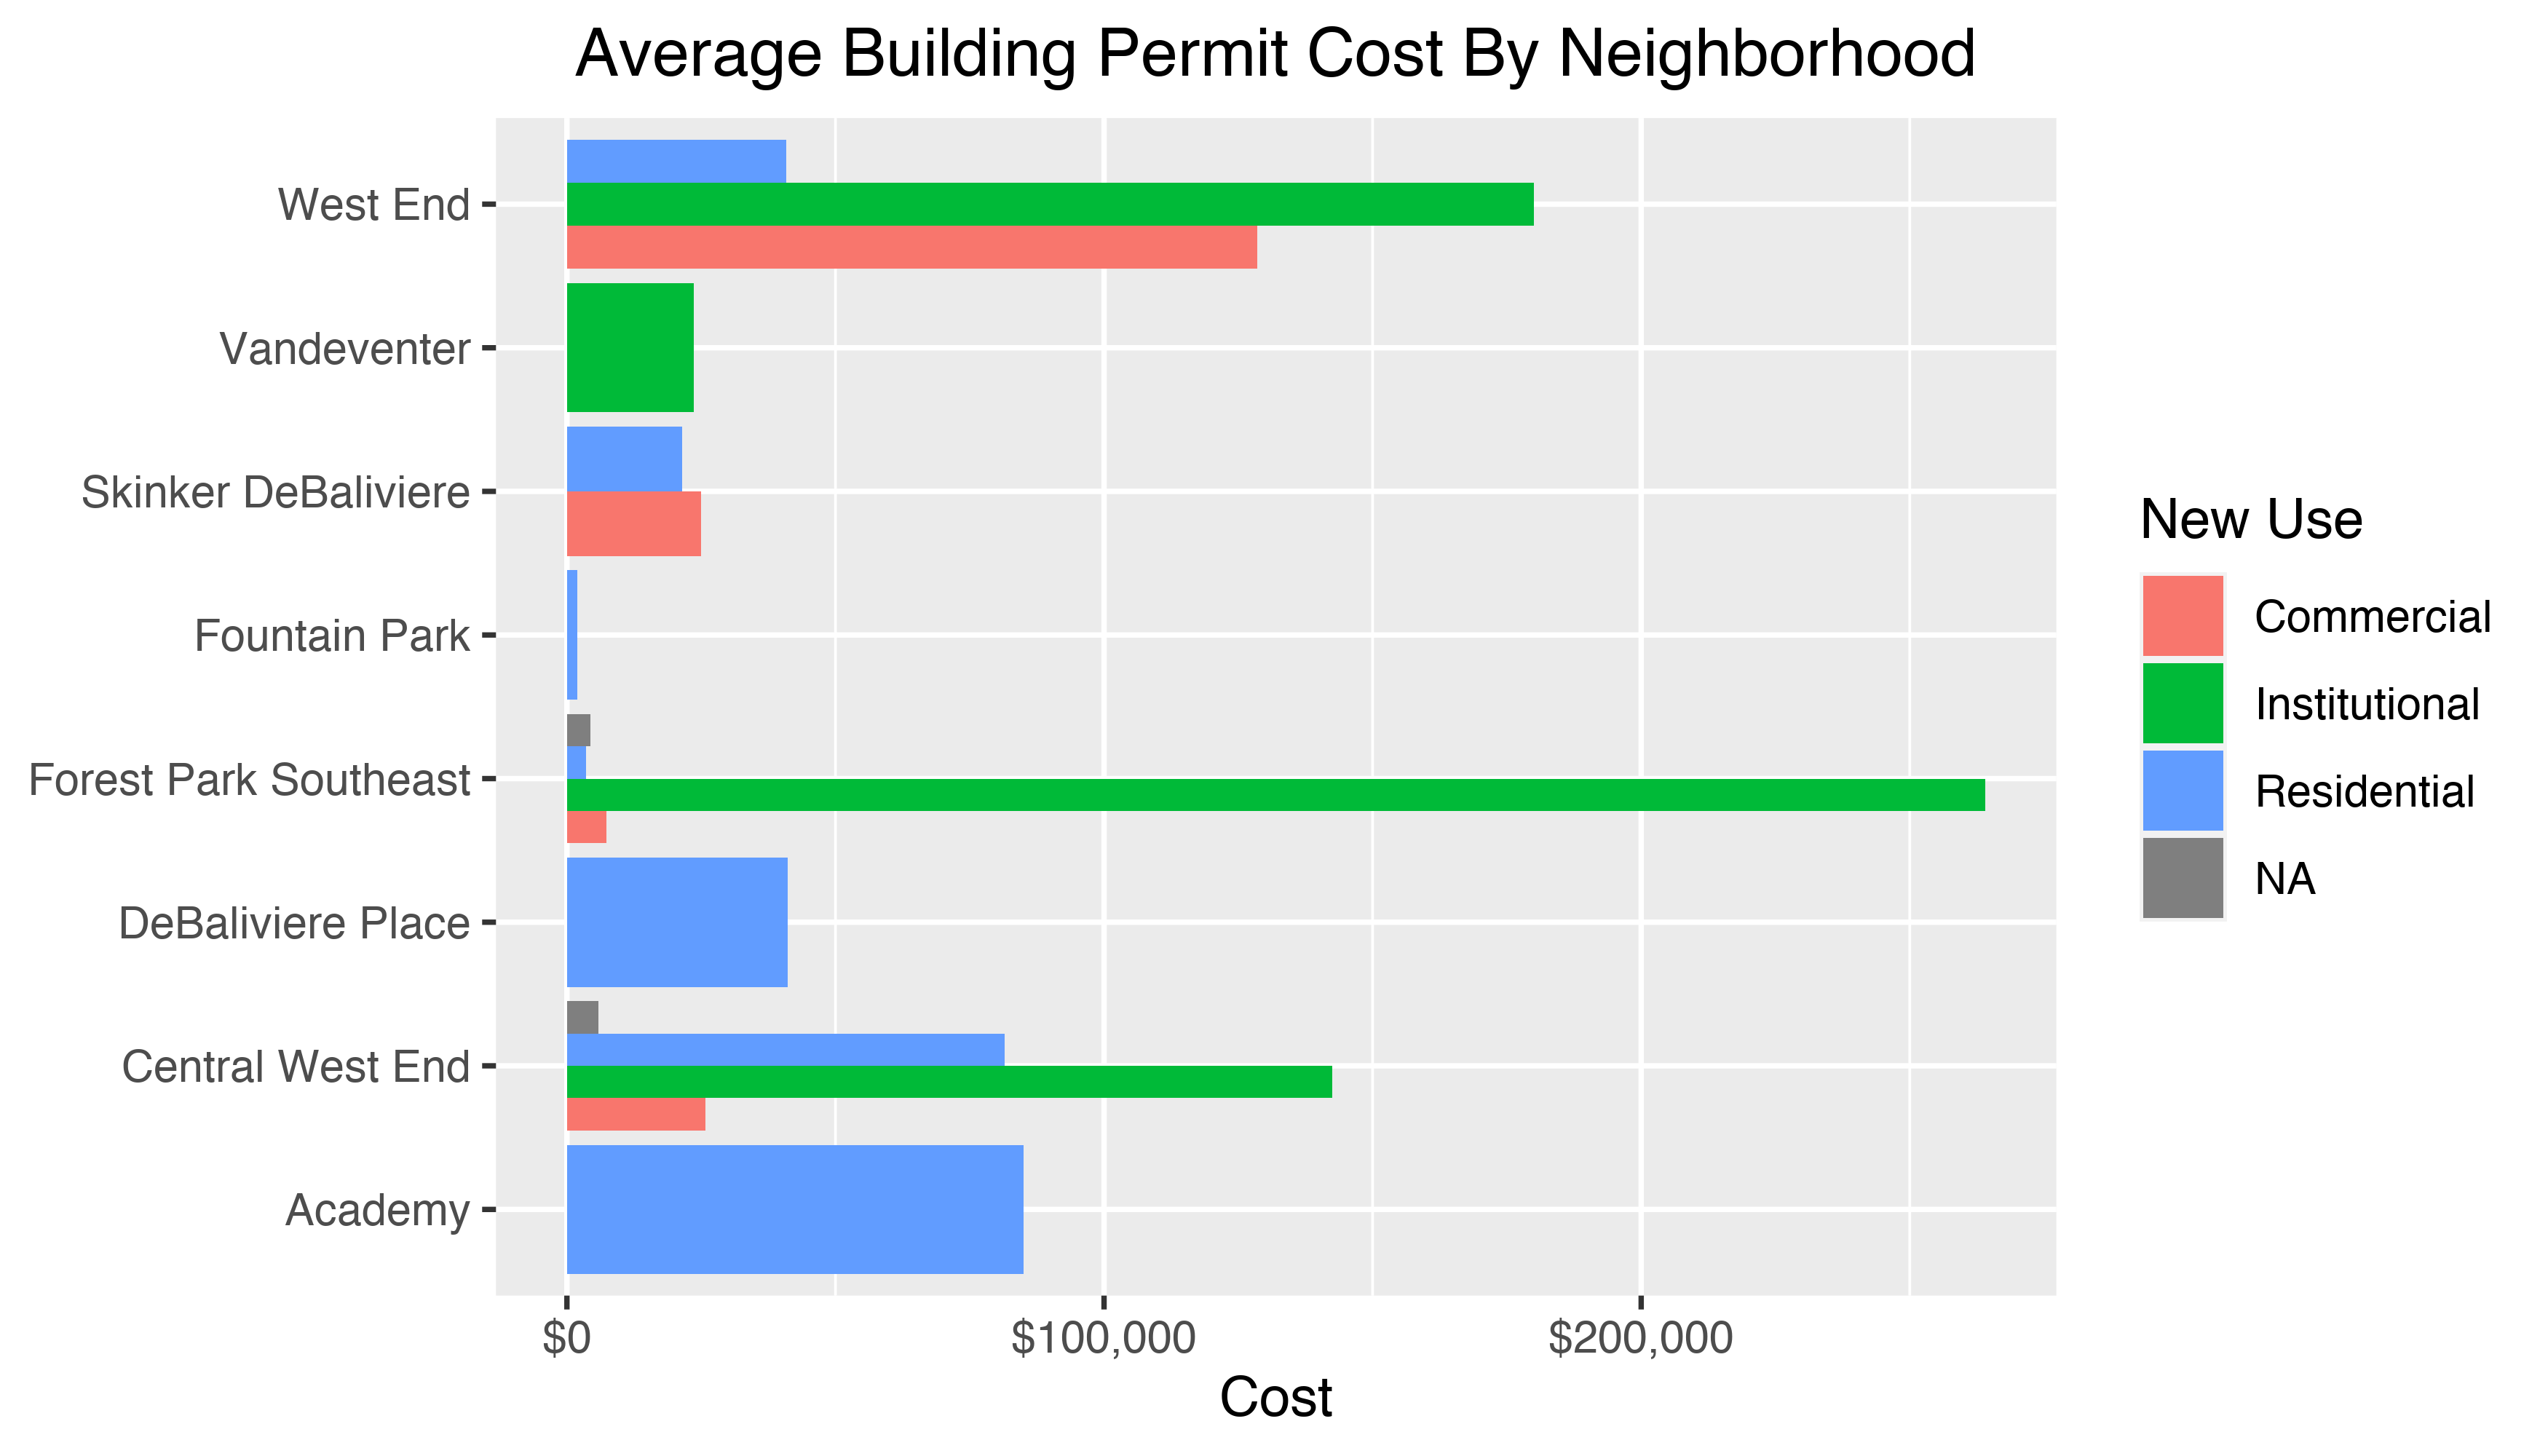 Average Building Permit Cost By Neighborhood
West End
Vandeventer
Skinker DeBaliviere
Fountain Park
Forest Park Southeast
DeBaliviere Place
Central West End
Academy
$0
$100,000
$200,000
Cost
New Use
Commercial
Institutional
Residential
NA